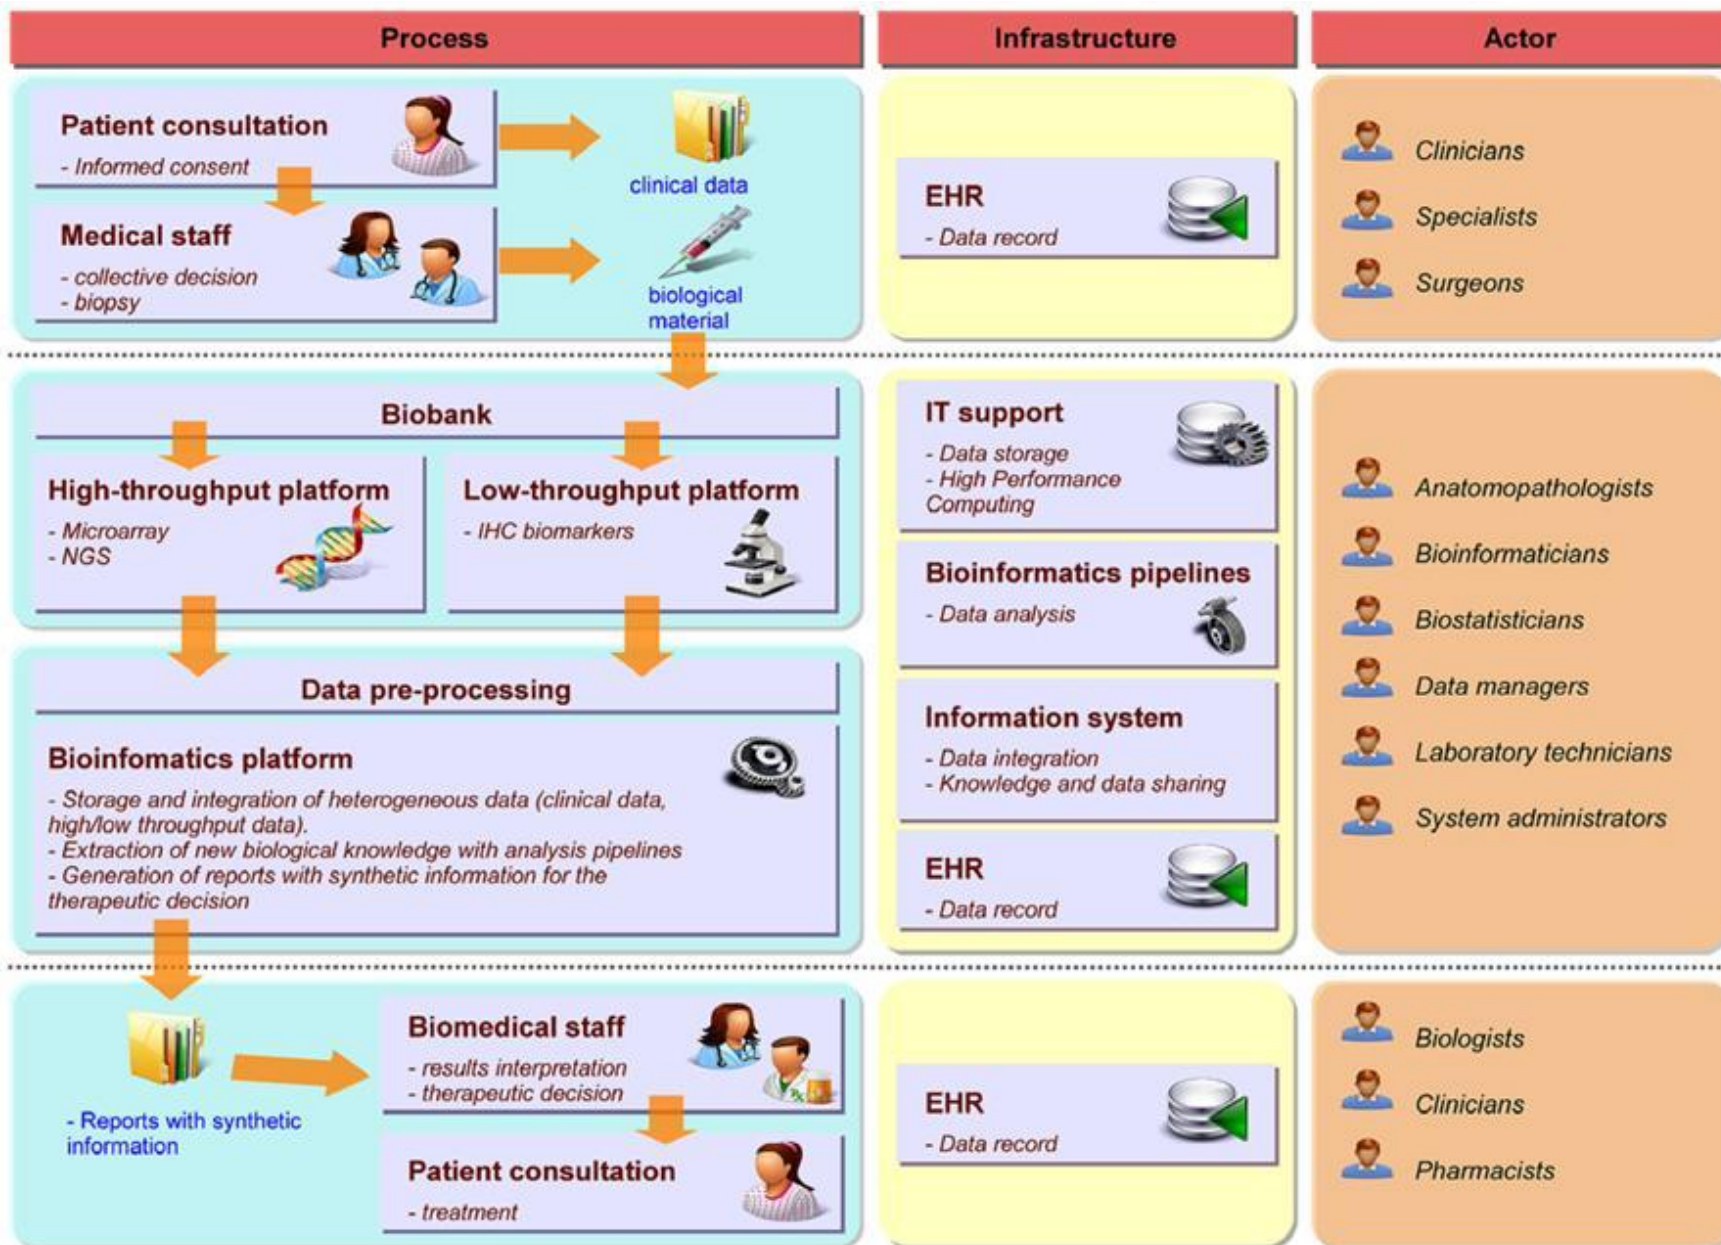 Process
Infrastructure
Actor
Patient consultation
- Informed consent
clinical data
Medical staff
- collective decision
- biopsy
biological
material
EHR
- Data record
Clinicians
Specialists
Surgeons
Biobank
High-throughput platform
- Microarray
- NGS
Low-throughput platform
- IHC biomarkers
Data pre-processing
Bioinfomatics platform
- Storage and integration of heterogeneous data (clinical data,
high/low throughput data).
- Extraction of new biological knowledge with analysis pipelines
- Generation of reports with synthetic information for the
therapeutic decision
IT support
- Data storage
- High Performance
Computing
Bioinformatics pipelines
- Data analysis
Information system
- Data integration
- Knowledge and data sharing
EHR
- Data record
Anatomopathologists
Bioinformaticians
Biostatisticians
Data managers
Laboratory technicians
System administrators
- Reports with synthetic
information
Biomedical staff
- results interpretation
- therapeutic decision
Patient consultation
- treatment
EHR
- Data record
Biologists
Clinicians
Pharmacists